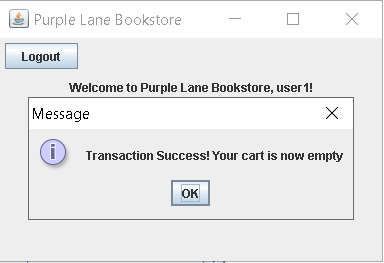 Purple Lane Bookstore
Logout
Welcome to Purple Lane Bookstore, user1!
Message
i
Transaction Success! Your cart is now empty
OK